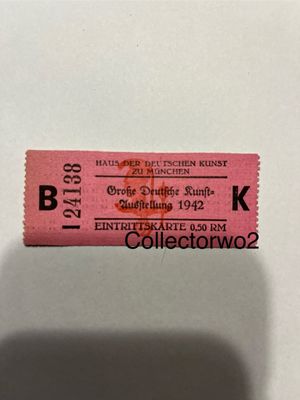 HAUS DER DEUTSCHEN KUNST
ZU MÜNCHEN
B
124138
Große Deutsche Kunst-
Ausstellung 1942
K
EINTRITTSKARTE 0,50 RM
Collectorwo2